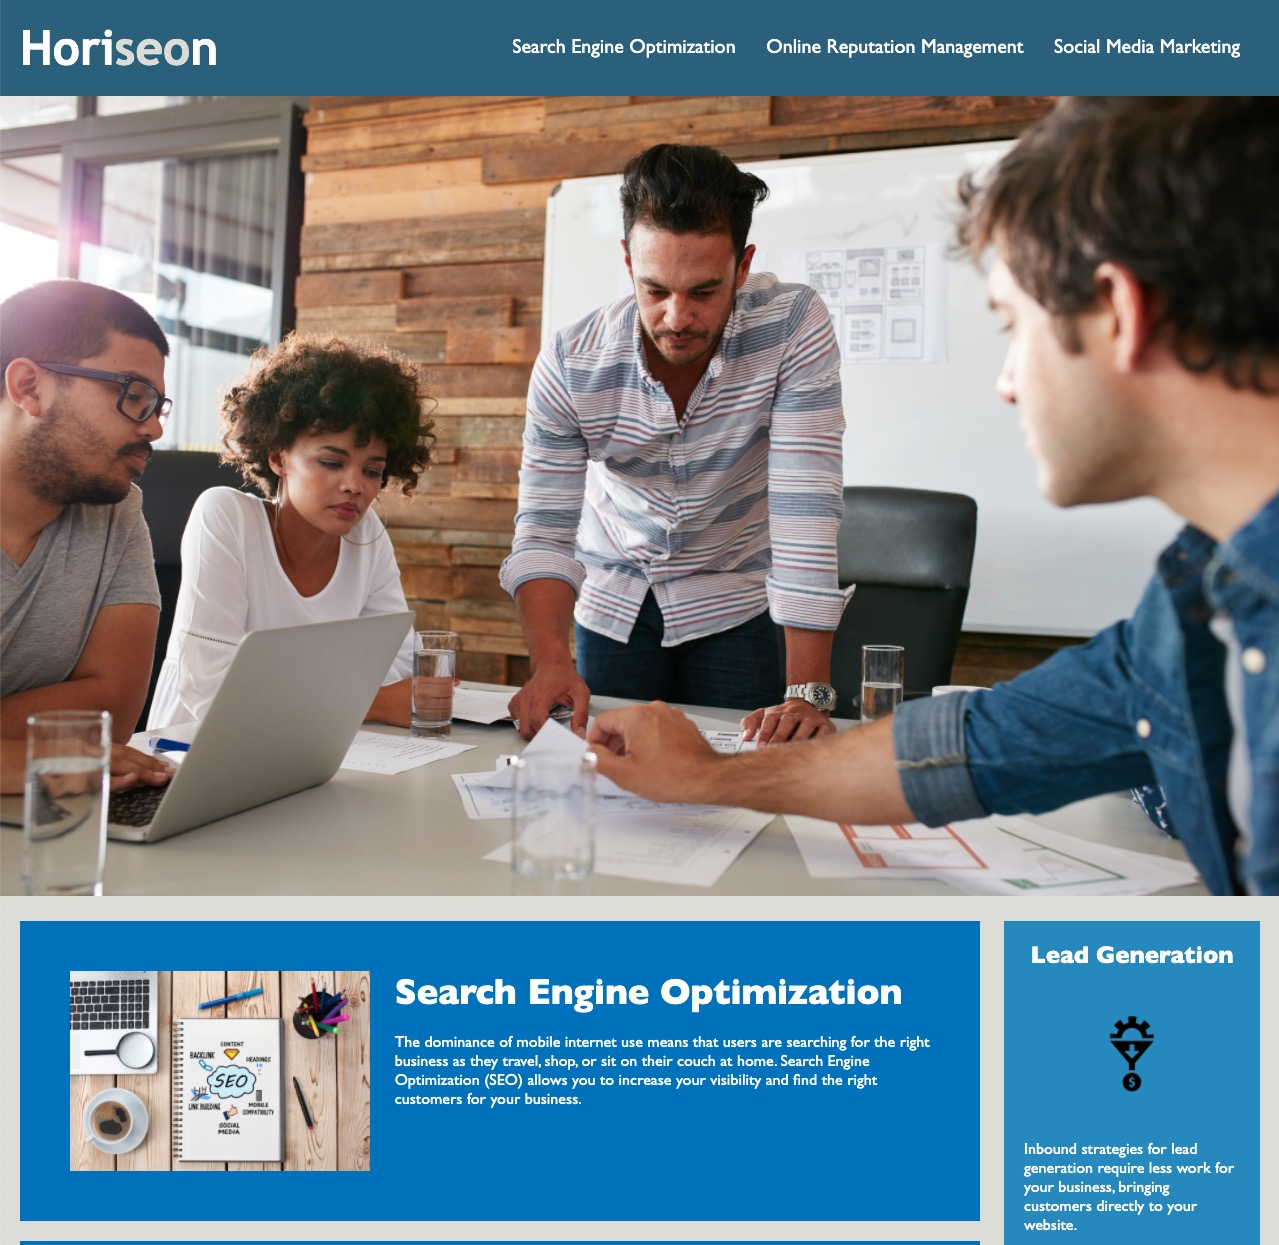 Horiseon
Search Engine Optimization
Online Reputation Management
Social Media Marketing
Search Engine Optimization
The dominance of mobile internet use means that users are searching for the right
business as they travel, shop, or sit on their couch at home. Search Engine
Optimization (SEO) allows you to increase your visibility and find the right
customers for your business.
CONTENT
BACKLINK
HEADINGS
SEO
LINK BUILDING
MOBILE
COMPATIBILITY
SOCIAL
MEDIA
Lead Generation
$
Inbound strategies for lead
generation require less work for
your business, bringing
customers directly to your
website.